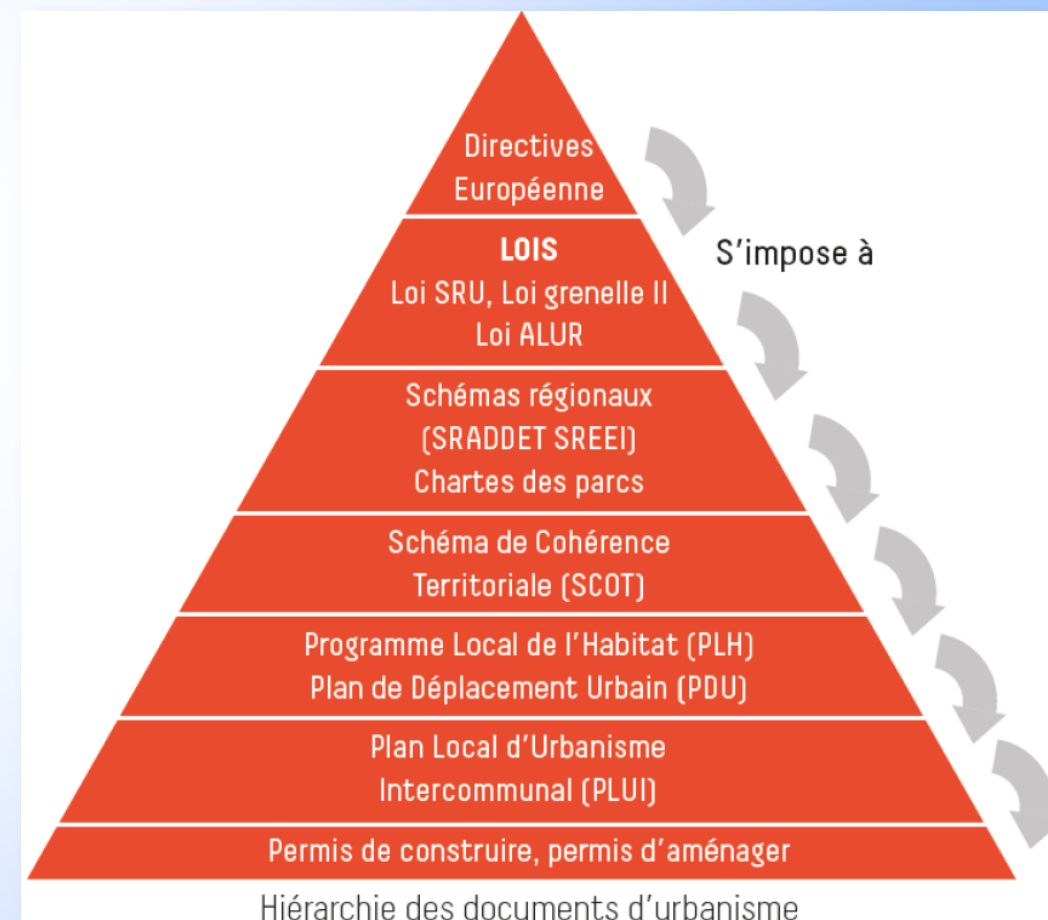 Directives
Européenne
S'impose à
LOIS
Loi SRU, Loi grenelle II
Loi ALUR
Schémas régionaux
(SRADDET SREEI)
Chartes des parcs
Schéma de Cohérence
Territoriale (SCOT)
Programme Local de l'Habitat (PLH)
Plan de Déplacement Urbain (PDU)
Plan Local d'Urbanisme
Intercommunal (PLUI)
Permis de construire, permis d'aménager
Hiérarchie des documents d'urbanisme